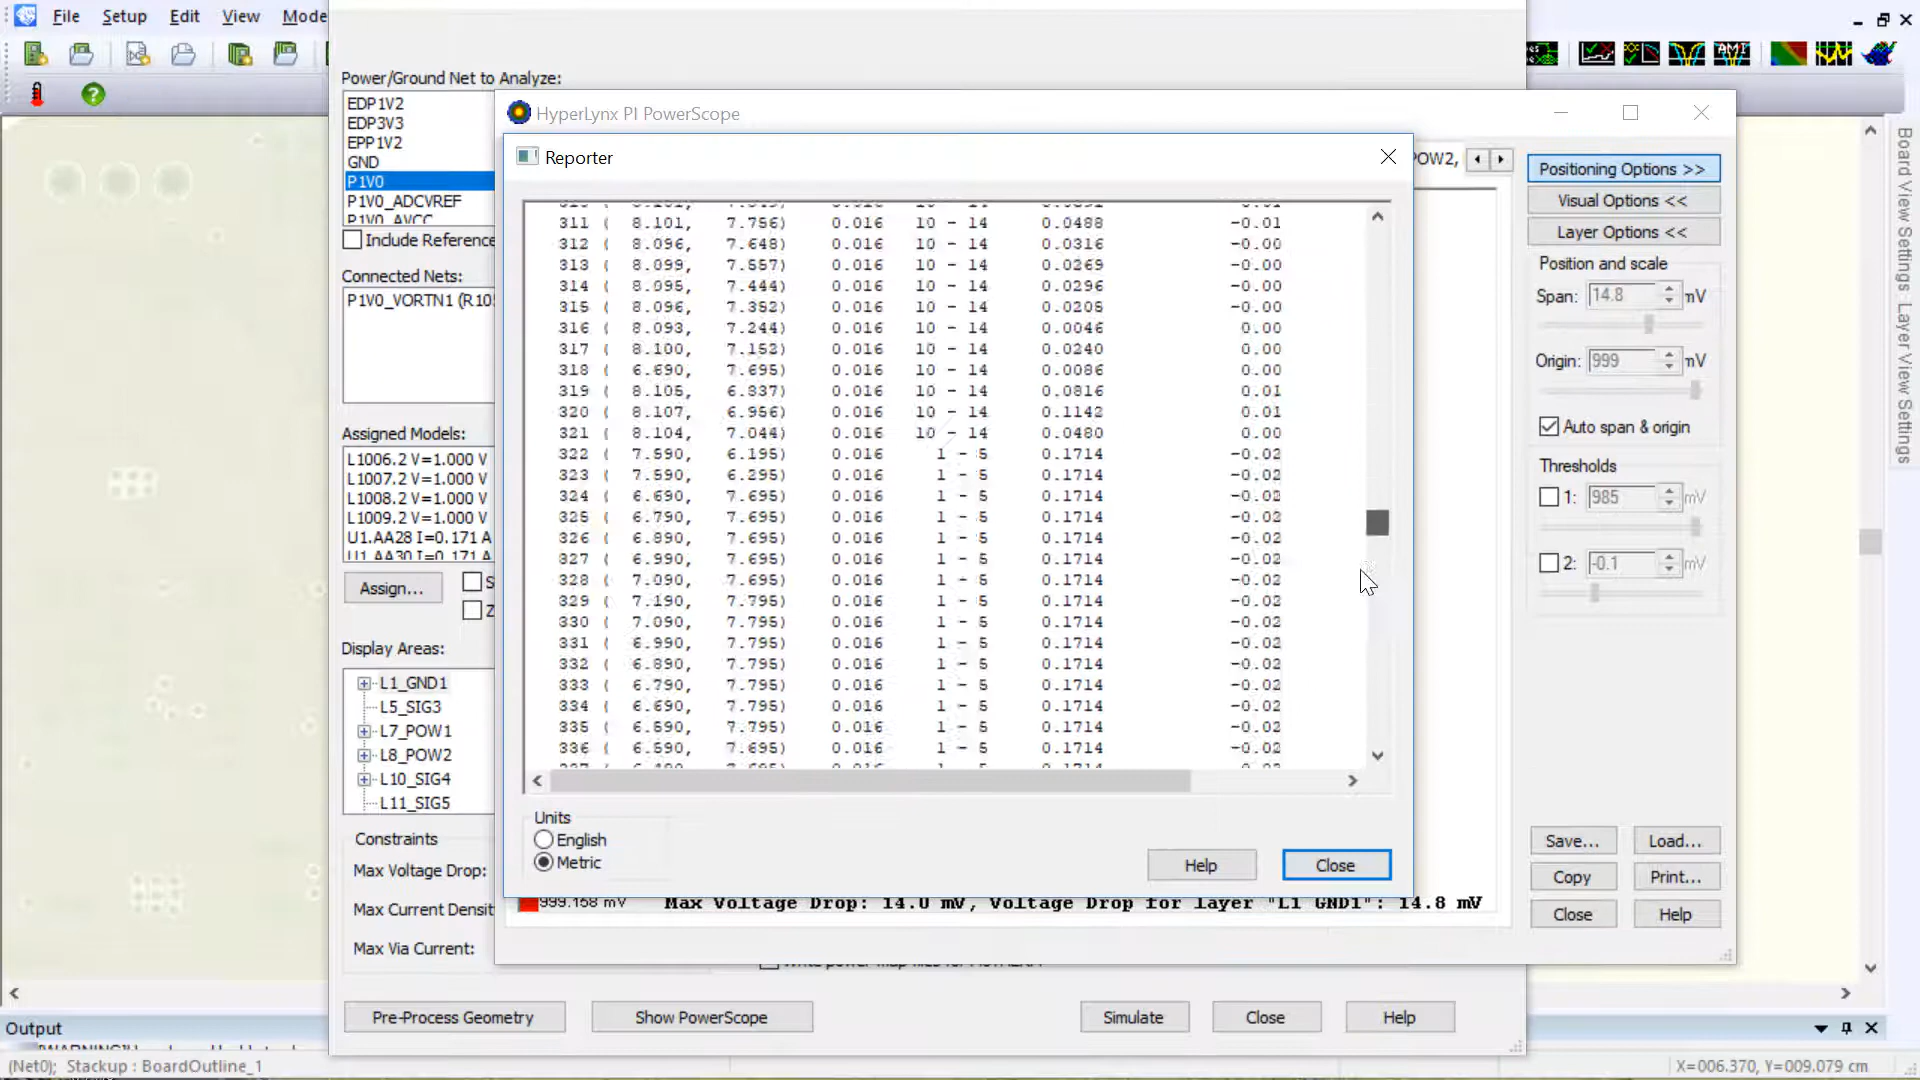 File Setup Edit View Mode
Power/Ground Net to Analyze:
EDP1V2
EDP3V3
EPP1V2
GND
P1V0
P1V0_ADCVREF
P1V0_AVCC
Include Reference
Connected Nets:
P1V0_VORTN1 (R105
Assigned Models:
L1006.2 V=1.000 V
L1007.2 V=1.000 V
L1008.2 V=1.000 V
L1009.2 V=1.000 V
U1.AA28 I=0.171 A
U1.AA30 I=0.171 A
Assign... S
Z
Display Areas:
L1_GND1
L5_SIG3
L7_POW1
L8_POW2
L10_SIG4
L11_SIG5
Constraints
Max Voltage Drop:
Max Current Densit
Max Via Current:
Pre-Process Geometry Show PowerScope Simulate Close Help
HyperLynx PI PowerScope
Reporter
311 ( 8.101, 7.756) 0.016 10 - 14 0.0488 -0.01
312 ( 8.096, 7.648) 0.016 10 - 14 0.0316 -0.00
313 ( 8.099, 7.557) 0.016 10 - 14 0.0269 -0.00
314 ( 8.095, 7.444) 0.016 10 - 14 0.0296 -0.00
315 ( 8.096, 7.352) 0.016 10 - 14 0.0205 -0.00
316 ( 8.093, 7.244) 0.016 10 - 14 0.0046 0.00
317 ( 8.100, 7.152) 0.016 10 - 14 0.0240 0.00
318 ( 6.690, 7.695) 0.016 10 - 14 0.0086 0.00
319 ( 8.105, 6.837) 0.016 10 - 14 0.0816 0.01
320 ( 8.107, 6.956) 0.016 10 - 14 0.1142 0.01
321 ( 8.104, 7.044) 0.016 10 - 14 0.0480 0.00
322 ( 7.590, 6.195) 0.016 1 - 5 0.1714 -0.02
323 ( 7.590, 6.295) 0.016 1 - 5 0.1714 -0.02
324 ( 6.690, 7.695) 0.016 1 - 5 0.1714 -0.02
325 ( 6.790, 7.695) 0.016 1 - 5 0.1714 -0.02
326 ( 6.890, 7.695) 0.016 1 - 5 0.1714 -0.02
327 ( 6.990, 7.695) 0.016 1 - 5 0.1714 -0.02
328 ( 7.090, 7.695) 0.016 1 - 5 0.1714 -0.02
329 ( 7.190, 7.795) 0.016 1 - 5 0.1714 -0.02
330 ( 7.090, 7.795) 0.016 1 - 5 0.1714 -0.02
331 ( 6.990, 7.795) 0.016 1 - 5 0.1714 -0.02
332 ( 6.890, 7.795) 0.016 1 - 5 0.1714 -0.02
333 ( 6.790, 7.795) 0.016 1 - 5 0.1714 -0.02
334 ( 6.690, 7.795) 0.016 1 - 5 0.1714 -0.02
335 ( 6.590, 7.795) 0.016 1 - 5 0.1714 -0.02
336 ( 6.590, 7.695) 0.016 1 - 5 0.1714 -0.02
Units
English
Metric
Help Close
999.158 mV Max Voltage Drop: 14.0 mV, Voltage Drop for layer "L1 GND1": 14.8 mV
POW2,
Positioning Options >>
Visual Options <<
Layer Options <<
Position and scale
Span: 14.8 mV
Origin: 999 mV
Auto span & origin
Thresholds
1: 985 mV
2: -0.1 mV
Save... Load...
Copy Print...
Close Help
AMI
Board View Settings
Layer View Settings
Output
(Net0); Stackup : BoardOutline_1
X=006.370, Y=009.079 cm